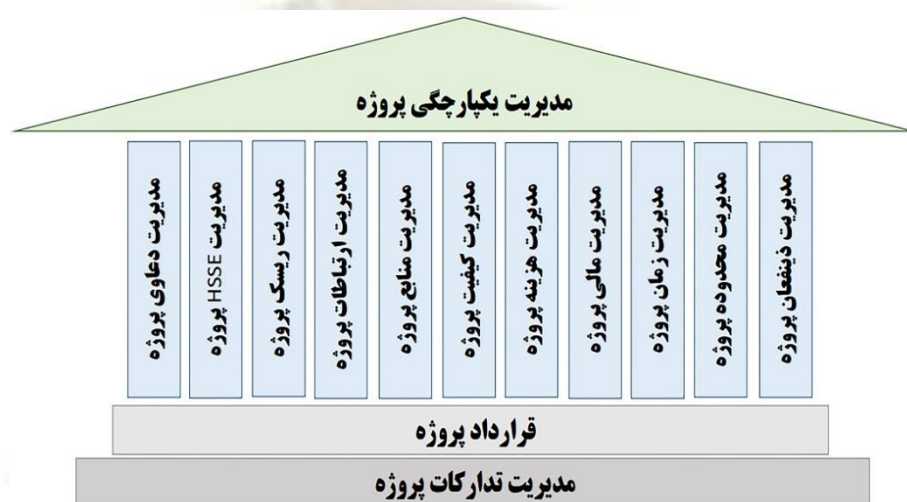 مدیریت یکپارچگی پروژه
مدیریت ذینفعان پروژه
مدیریت محدوده پروژه
مدیریت زمان پروژه
مدیریت مالی پروژه
مدیریت هزینه پروژه
مدیریت کیفیت پروژه
مدیریت منابع پروژه
مدیریت ارتباطات پروژه
مدیریت ریسک پروژه
مدیریت HSSE پروژه
مدیریت دعاوی پروژه
قرارداد پروژه
مدیریت تدارکات پروژه